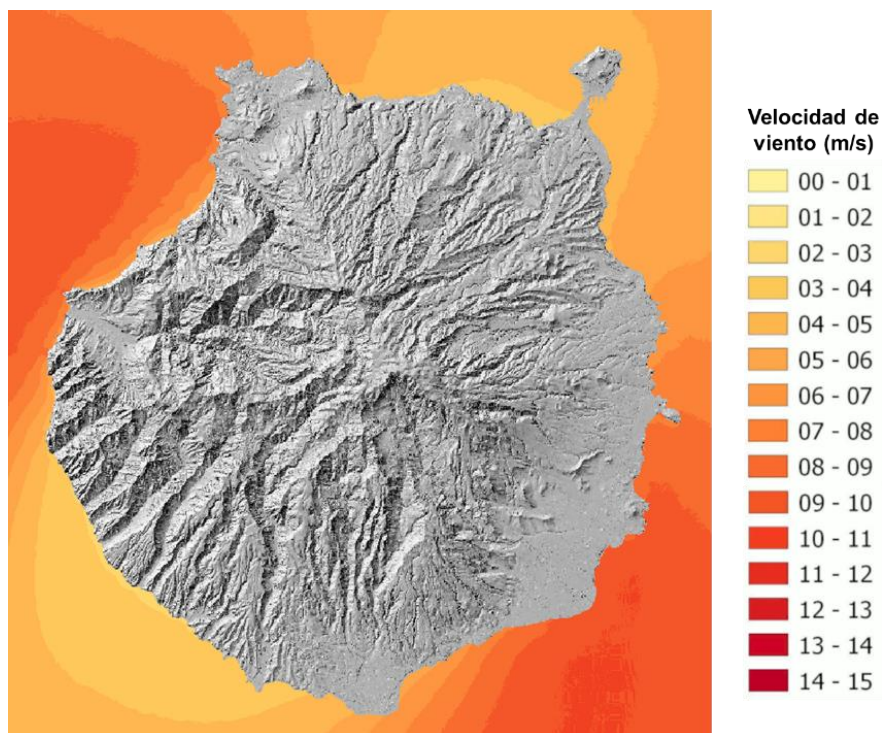 Velocidad de
viento (m/s)
00 - 01
01 - 02
02 - 03
03 - 04
04 - 05
05 - 06
06 - 07
07 - 08
08 - 09
09 - 10
10 - 11
11 - 12
12 - 13
13 - 14
14 - 15